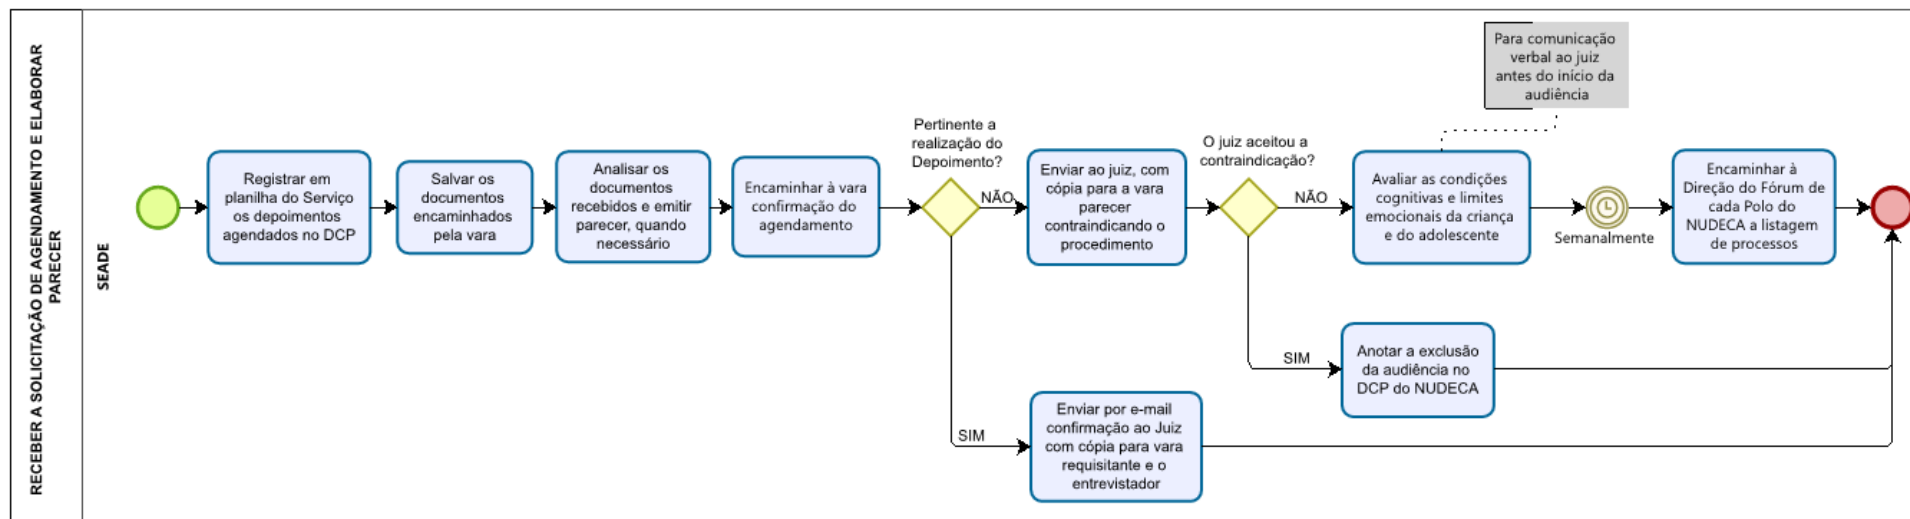 RECEBER A SOLICITAÇÃO DE AGENDAMENTO E ELABORAR
PARECER
SEADE
Registrar em
planilha do Serviço
os depoimentos
agendados no DCP
Salvar os
documentos
encaminhados
pela vara
Analisar os
documentos
recebidos e emitir
parecer, quando
necessário
Encaminhar à vara
confirmação do
agendamento
Pertinente a
realização do
Depoimento?
NÃO
SIM
Enviar ao juiz, com
cópia para a vara
parecer
contraindicando o
procedimento
Enviar por e-mail
confirmação ao Juiz
com cópia para vara
requisitante e o
entrevistador
O juiz aceitou a
contraindicação?
NÃO
SIM
Para comunicação
verbal ao juiz
antes do início da
audiência
Avaliar as condições
cognitivas e limites
emocionais da criança
e do adolescente
Anotar a exclusão
da audiência no
DCP do NUDECA
Semanalmente
Encaminhar à
Direção do Fórum de
cada Polo do
NUDECA a listagem
de processos